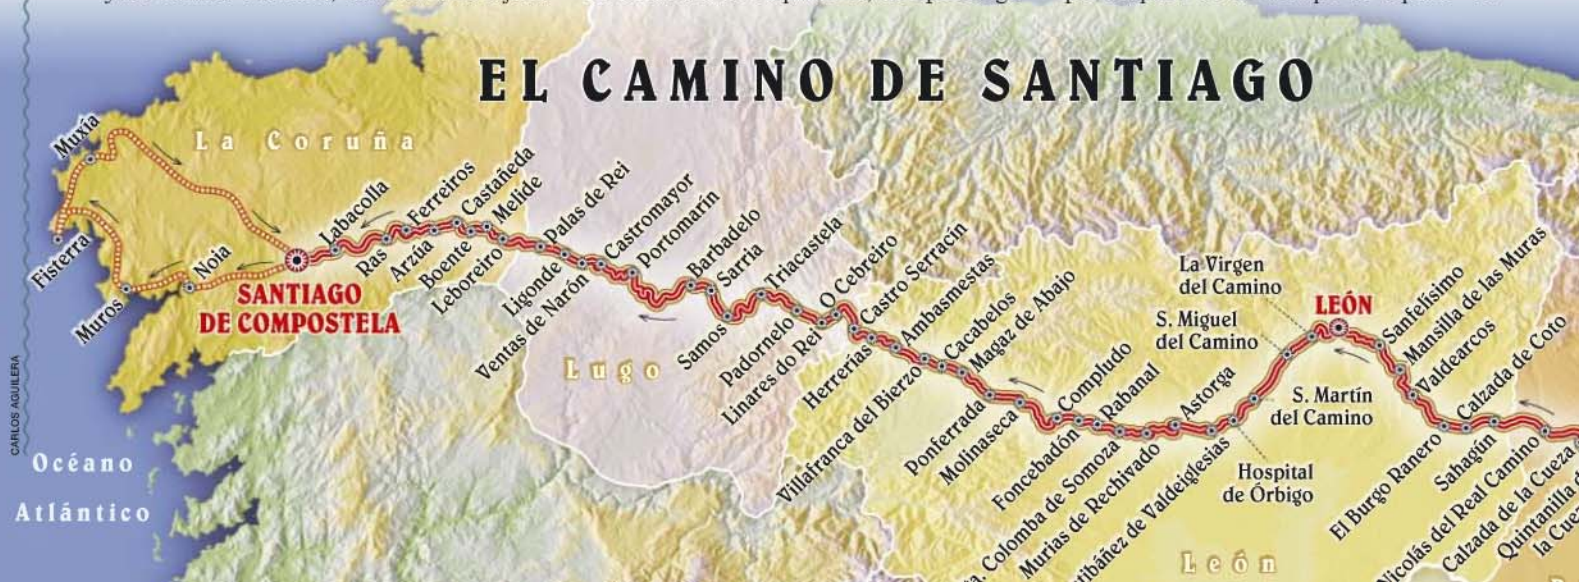 EL CAMINO DE SANTIAGO
La Coruña
Muxía
Fisterra
Muros
Noia
SANTIAGO
DE COMPOSTELA
Labacolla
Ras
Ferreiros
Arzúa
Castañeda
Boente
Melide
Leboreiro
Palas de Rei
Ligonde
Ventas de Narón
Castromayor
Portomarín
Barbadelo
Sarria
Samos
Triacastela
Padornelo
Linares do Rei
O Cebreiro
Castro Serracín
Herrerías
Ambasmestas
Villafranca del Bierzo
Cacabelos
Magaz de Abajo
Ponferrada
Molinaseca
Compludo
Foncebadón
Rabanal
Colomba de Somoza
Murias de Rechivado
Astorga
Hospital
de Órbigo
S. Martín
del Camino
S. Miguel
del Camino
La Virgen
del Camino
LEÓN
Sanfelísimo
Mansilla de las Muras
Valdearcos
El Burgo Ranero
Calzada de Coto
Sahagún
Calzada de la Cueza
Lugo
León
Océano
Atlántico
CARLOS AGUILERA